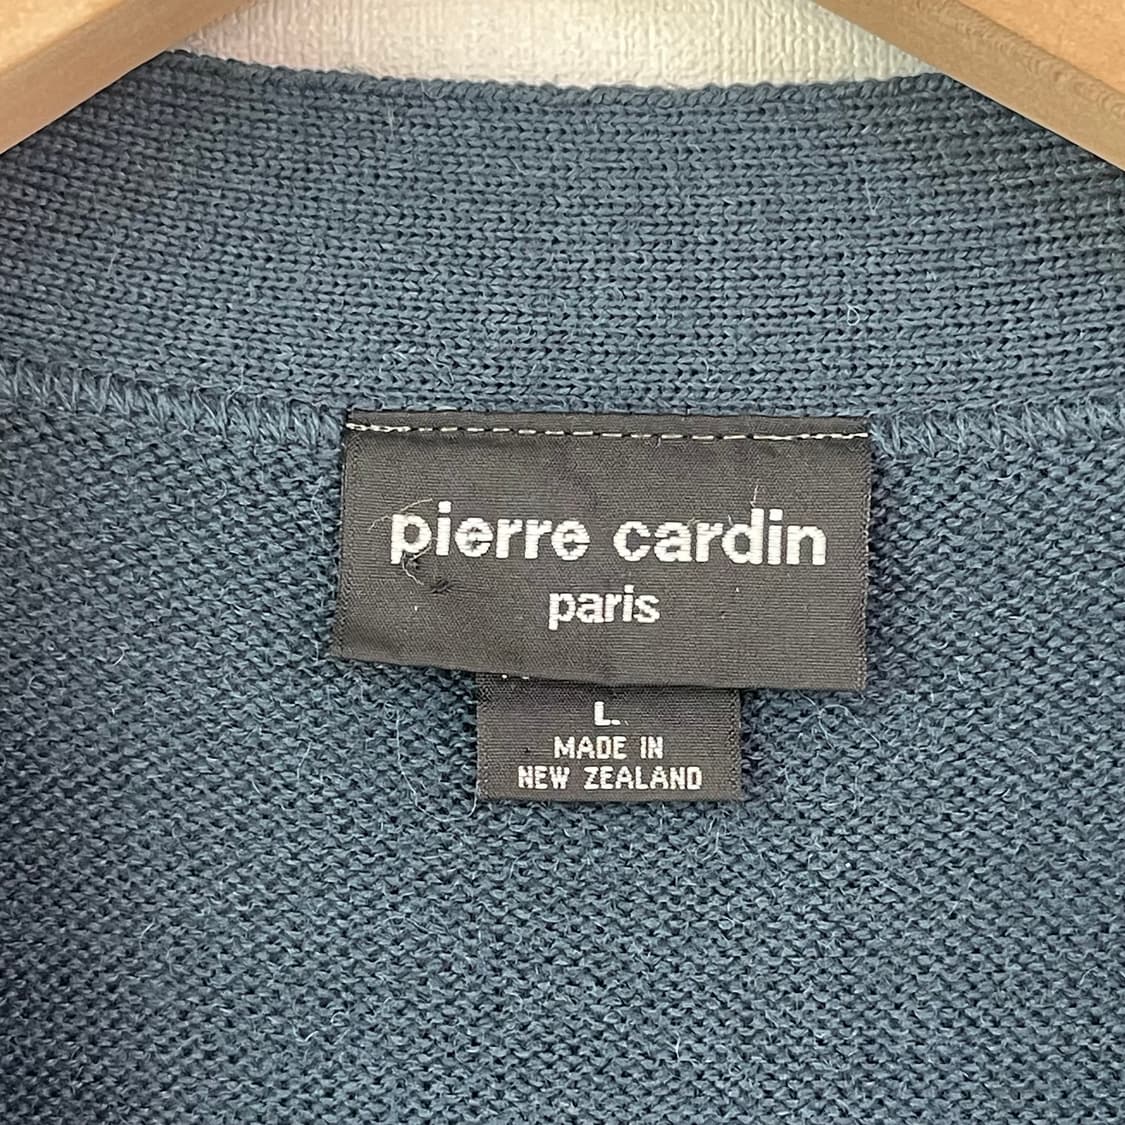 pierre cardin
paris
L
MADE IN
NEW ZEALAND